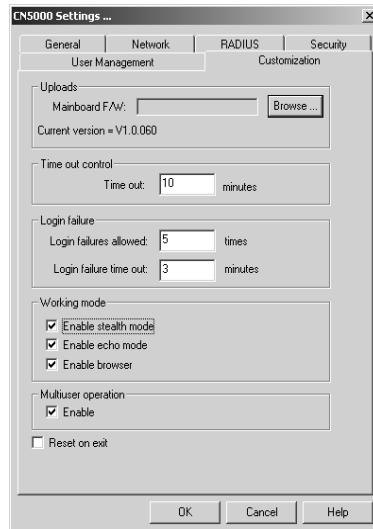 CN5000 Settings ...
General Network RADIUS Security
User Management Customization
Uploads
Mainboard F/W: Browse ...
Current version = V1.0.060
Time out control
Time out: 10 minutes
Login failure
Login failures allowed: 5 times
Login failure time out: 3 minutes
Working mode
Enable stealth mode
Enable echo mode
Enable browser
Multiuser operation
Enable
Reset on exit
OK Cancel Help